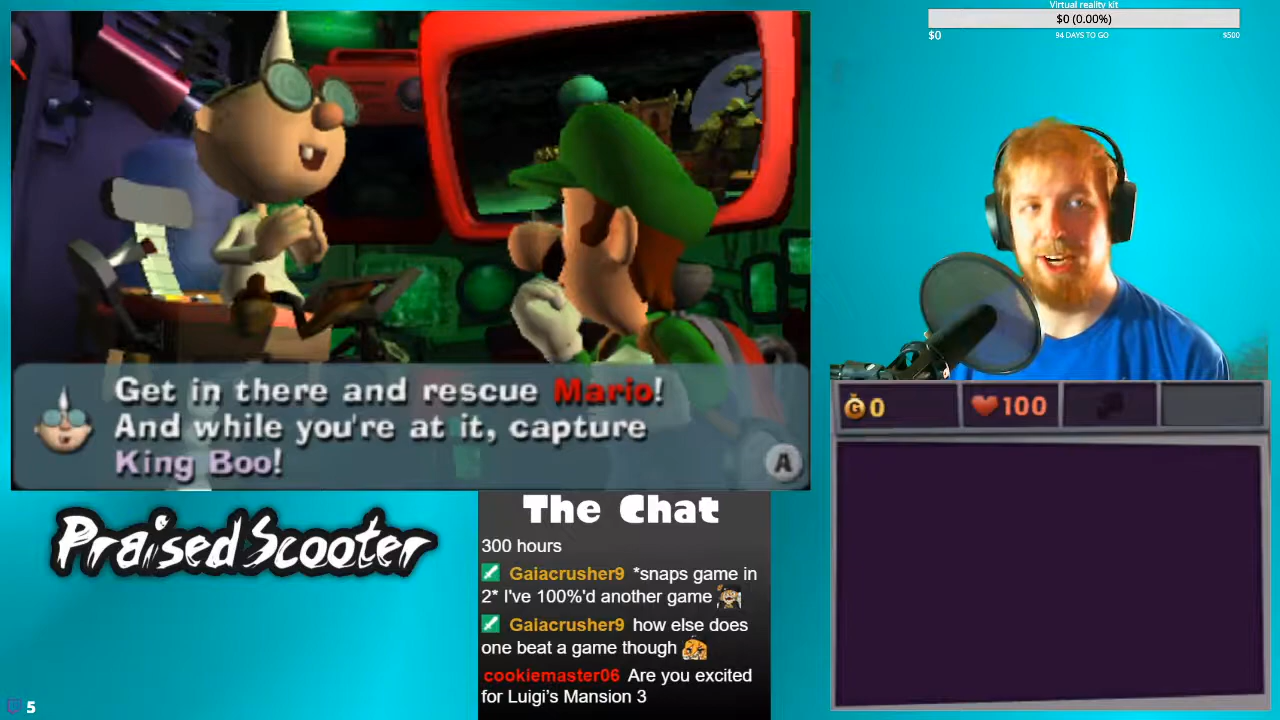 Virtual reality kit
$0 (0.00%)
$0 94 DAYS TO GO $500
Get in there and rescue Mario!
And while you're at it, capture
King Boo!
A
G 0
100
Praised Scooter
The Chat
300 hours
Gaiacrusher9 *snaps game in
2* I've 100%'d another game
Gaiacrusher9 how else does
one beat a game though
cookiemaster06 Are you excited
for Luigi's Mansion 3
5